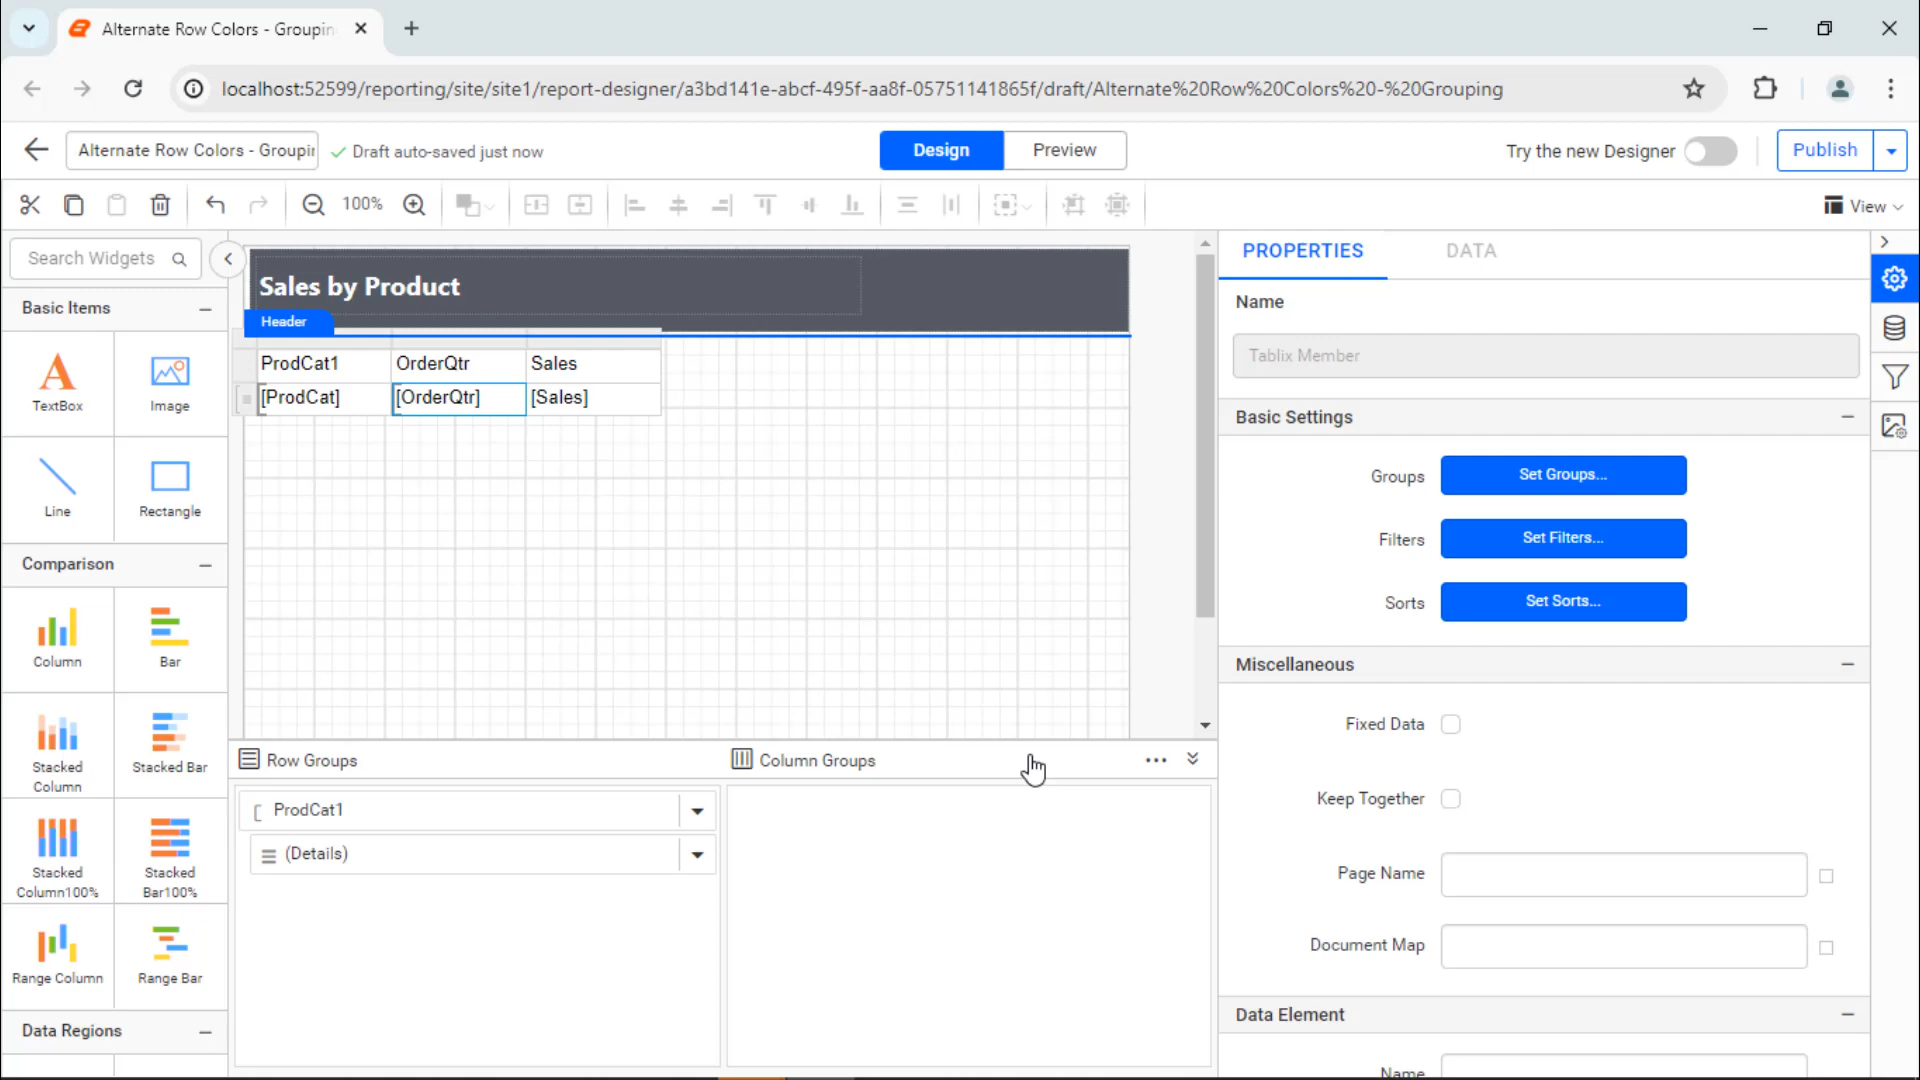 Alternate Row Colors - Groupin
localhost:52599/reporting/site/site1/report-designer/a3bd141e-abcf-495f-aa8f-05751141865f/draft/Alternate%20Row%20Colors%20-%20Grouping
Alternate Row Colors - Groupin
Draft auto-saved just now
Design
Preview
Try the new Designer
Publish
100%
View
Search Widgets
Basic Items
TextBox
Image
Line
Rectangle
Comparison
Column
Bar
Stacked Column
Stacked Bar
Stacked Column100%
Stacked Bar100%
Range Column
Range Bar
Data Regions
Sales by Product
Header
ProdCat1
OrderQtr
Sales
[ProdCat]
[OrderQtr]
[Sales]
Row Groups
ProdCat1
(Details)
Column Groups
PROPERTIES
DATA
Name
Tablix Member
Basic Settings
Groups
Set Groups...
Filters
Set Filters...
Sorts
Set Sorts...
Miscellaneous
Fixed Data
Keep Together
Page Name
Document Map
Data Element
Name